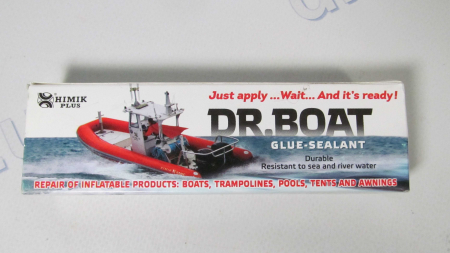 HIMIK
PLUS
Just apply ...Wait... And it's ready!
DR.BOAT
GLUE-SEALANT
Durable
Resistant to sea and river water
REPAIR OF INFLATABLE PRODUCTS: BOATS, TRAMPOLINES, POOLS, TENTS AND AWNINGS